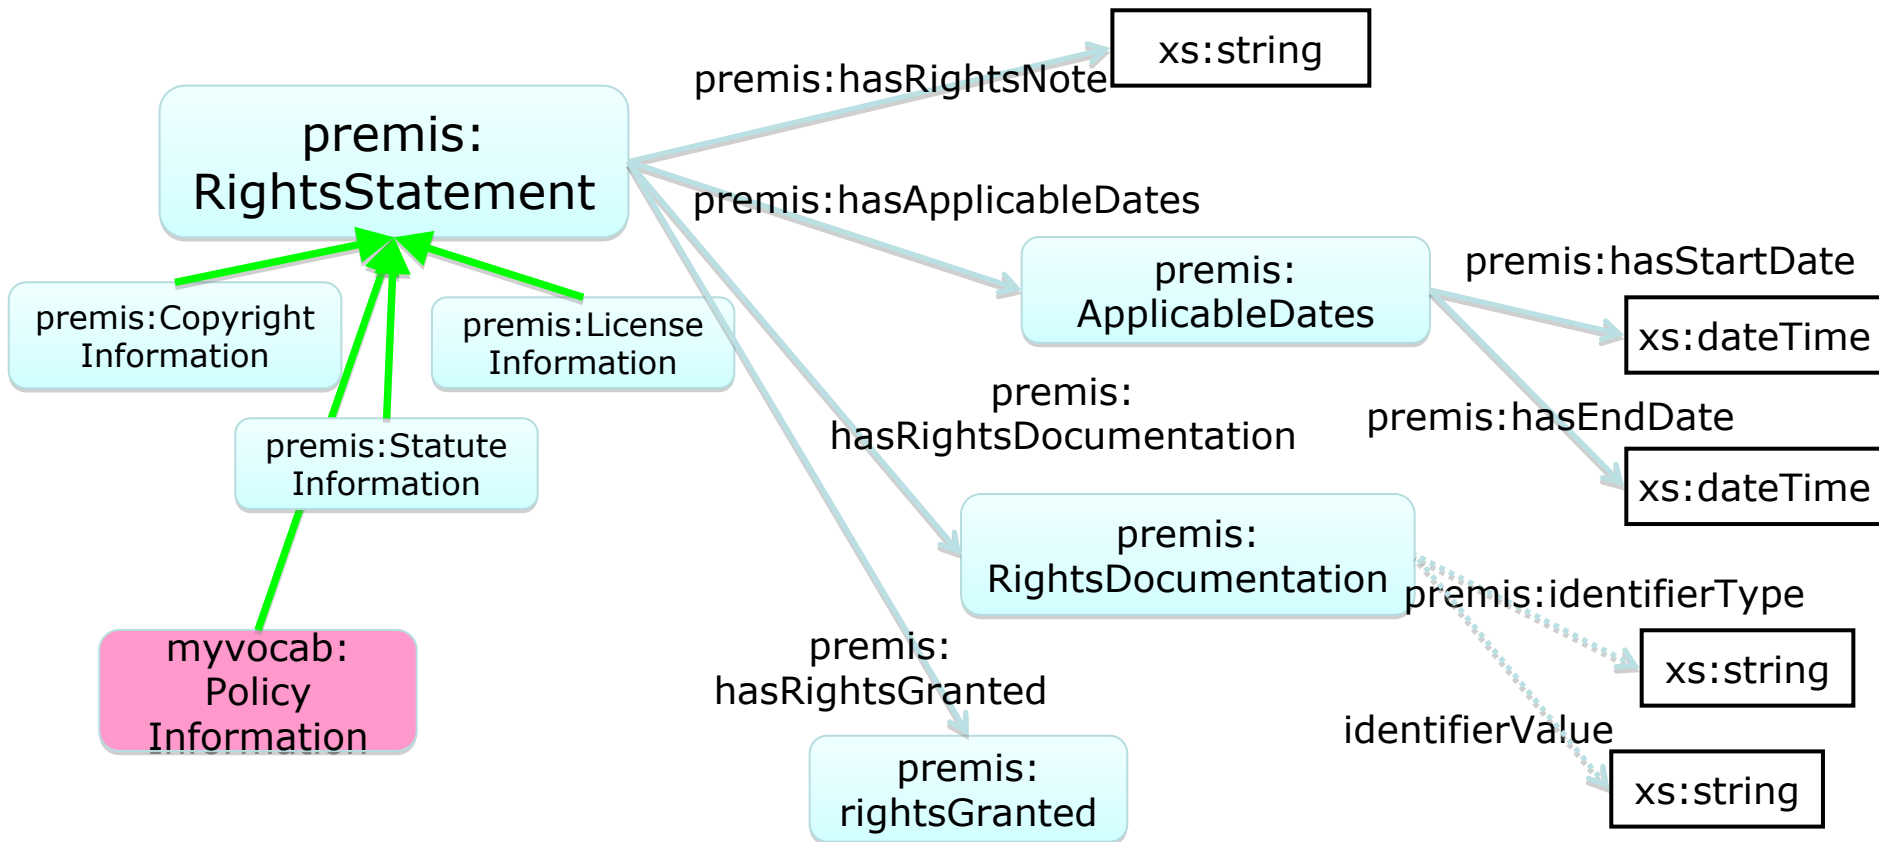 xs:string
premis:hasRightsNote
premis:
RightsStatement
premis:hasApplicableDates
premis:
ApplicableDates
premis:hasStartDate
xs:dateTime
premis:Copyright
Information
premis:License
Information
premis:
hasRightsDocumentation
premis:hasEndDate
xs:dateTime
premis:Statute
Information
premis:
RightsDocumentation
premis:identifierType
xs:string
myvocab:
Policy
Information
premis:
hasRightsGranted
identifierValue
xs:string
premis:
rightsGranted